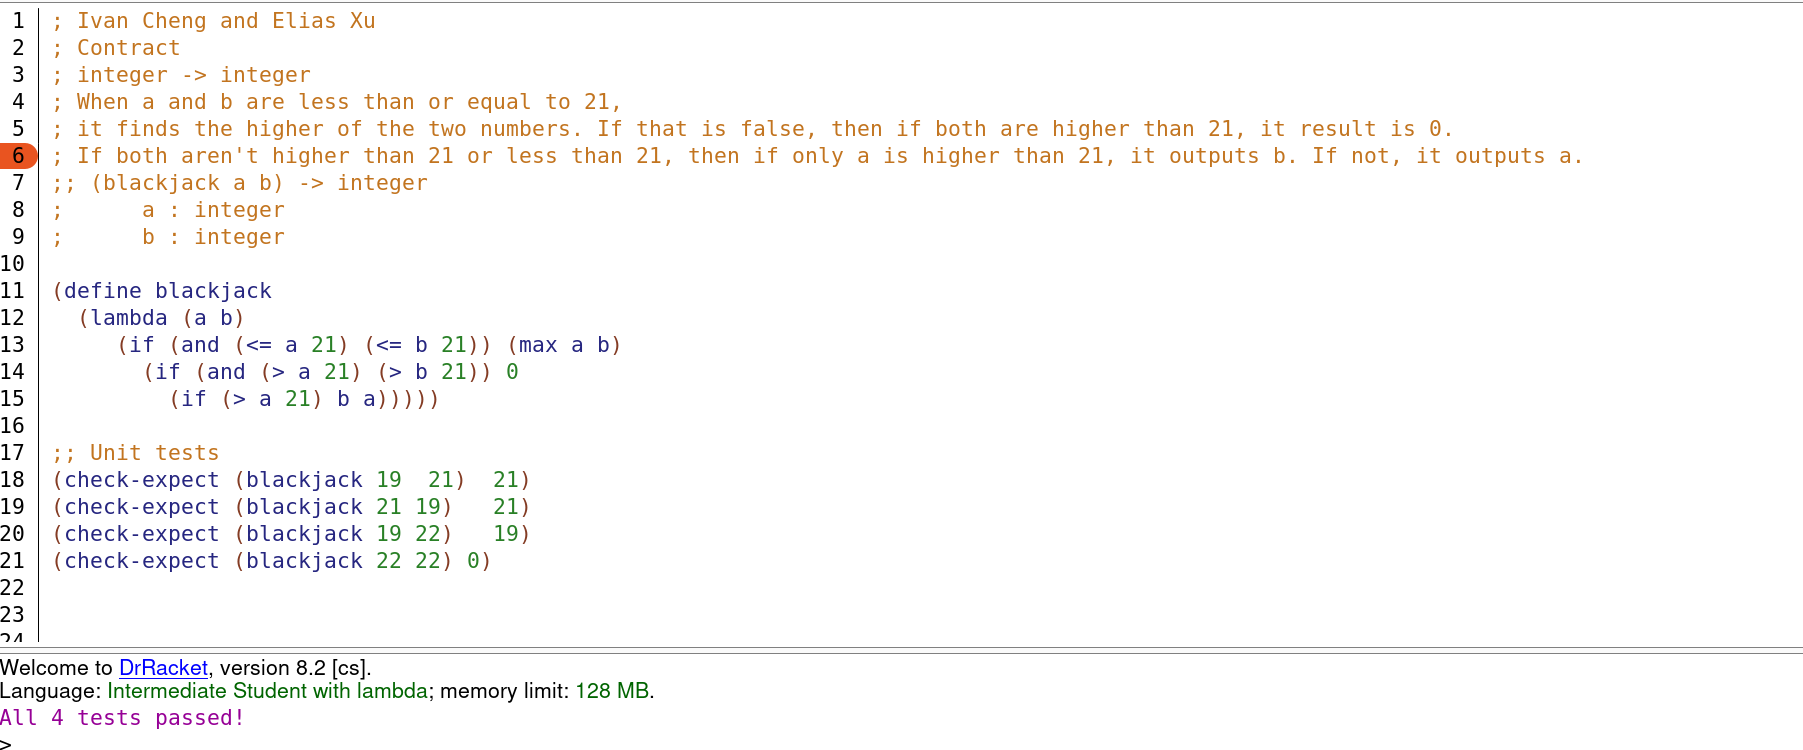 1 ; Ivan Cheng and Elias Xu
2 ; Contract
3 ; integer -> integer
4 ; When a and b are less than or equal to 21,
5 ; it finds the higher of the two numbers. If that is false, then if both are higher than 21, it result is 0.
6 ; If both aren't higher than 21 or less than 21, then if only a is higher than 21, it outputs b. If not, it outputs a.
7 ;; (blackjack a b) -> integer
8 ;      a : integer
9 ;      b : integer
10
11 (define blackjack
12   (lambda (a b)
13      (if (and (<= a 21) (<= b 21)) (max a b)
14        (if (and (> a 21) (> b 21)) 0
15          (if (> a 21) b a)))))
16
17 ;; Unit tests
18 (check-expect (blackjack 19  21)  21)
19 (check-expect (blackjack 21 19)   21)
20 (check-expect (blackjack 19 22)   19)
21 (check-expect (blackjack 22 22) 0)
22
23
24
Welcome to DrRacket, version 8.2 [cs].
Language: Intermediate Student with lambda; memory limit: 128 MB.
All 4 tests passed!
>